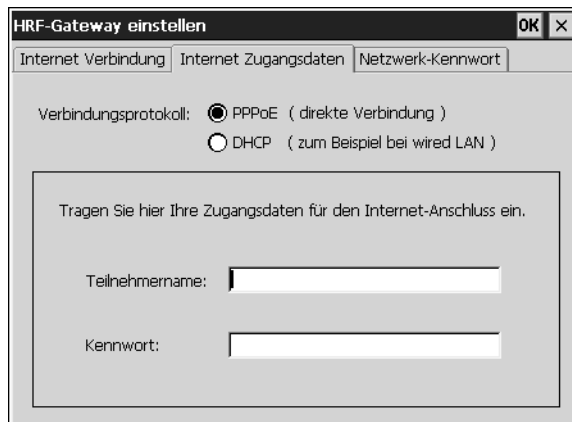 HRF-Gateway einstellen OK ×
Internet Verbindung Internet Zugangsdaten Netzwerk-Kennwort
Verbindungsprotokoll: PPPoE ( direkte Verbindung )
DHCP ( zum Beispiel bei wired LAN )
Tragen Sie hier Ihre Zugangsdaten für den Internet-Anschluss ein.
Teilnehmername:
Kennwort: